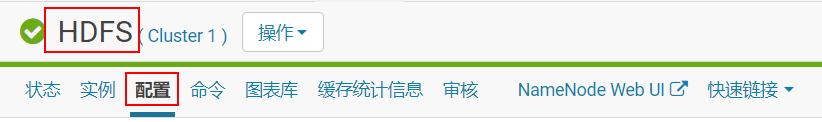 HDFS ( Cluster 1 ) 操作
状态 实例 配置 命令 图表库 缓存统计信息 审核 NameNode Web UI 快速链接